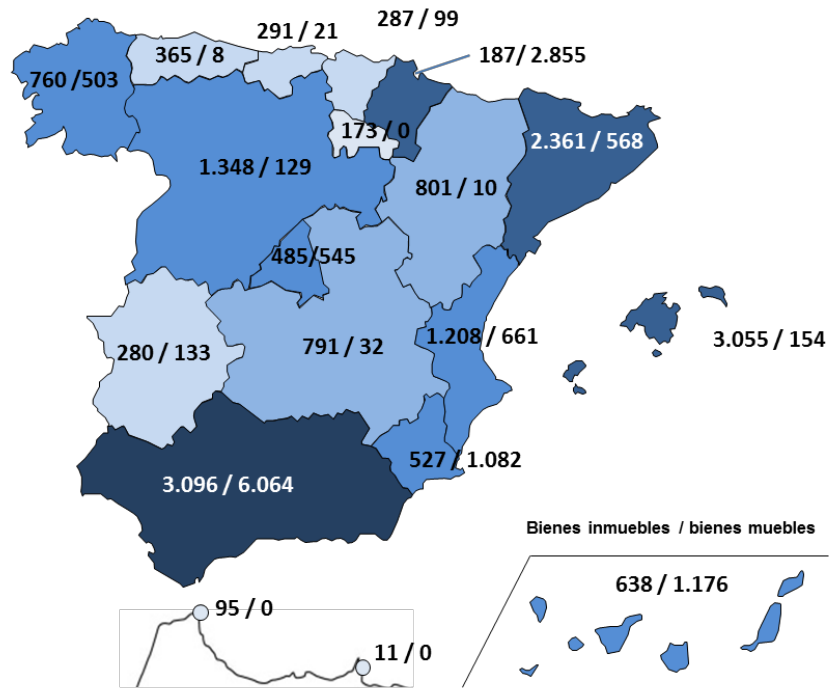 287 / 99
291 / 21
365 / 8
187/ 2.855
760 /503
173 / 0
2.361 / 568
1.348 / 129
801 / 10
485/545
1.208 / 661
3.055 / 154
280 / 133
791 / 32
527 / 1.082
3.096 / 6.064
Bienes inmuebles / bienes muebles
638 / 1.176
95 / 0
11 / 0